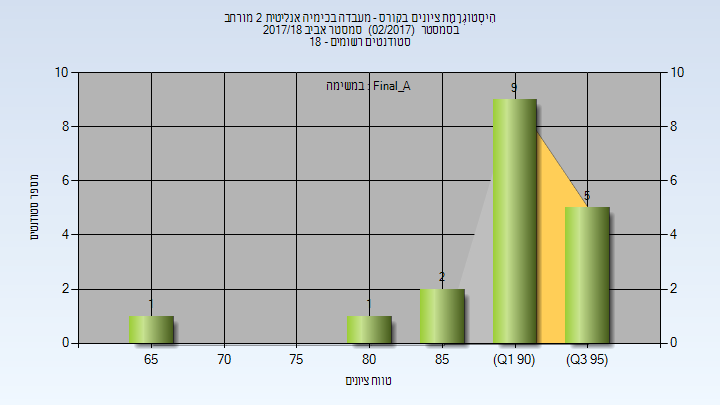 הִיסְטוֹגְרָמַת ציונים בקורס - מעבדה בכימיה אנליטית 2 מורחב
בסמסטר (02/2017) סמסטר אביב 2017/18
סטודנטים רשומים - 18
במשימה : Final_A
מספר סטודנטים
10
8
6
4
2
0
10
8
6
4
2
0
1
1
2
9
5
65
70
75
80
85
(Q1 90)
(Q3 95)
טווח ציונים